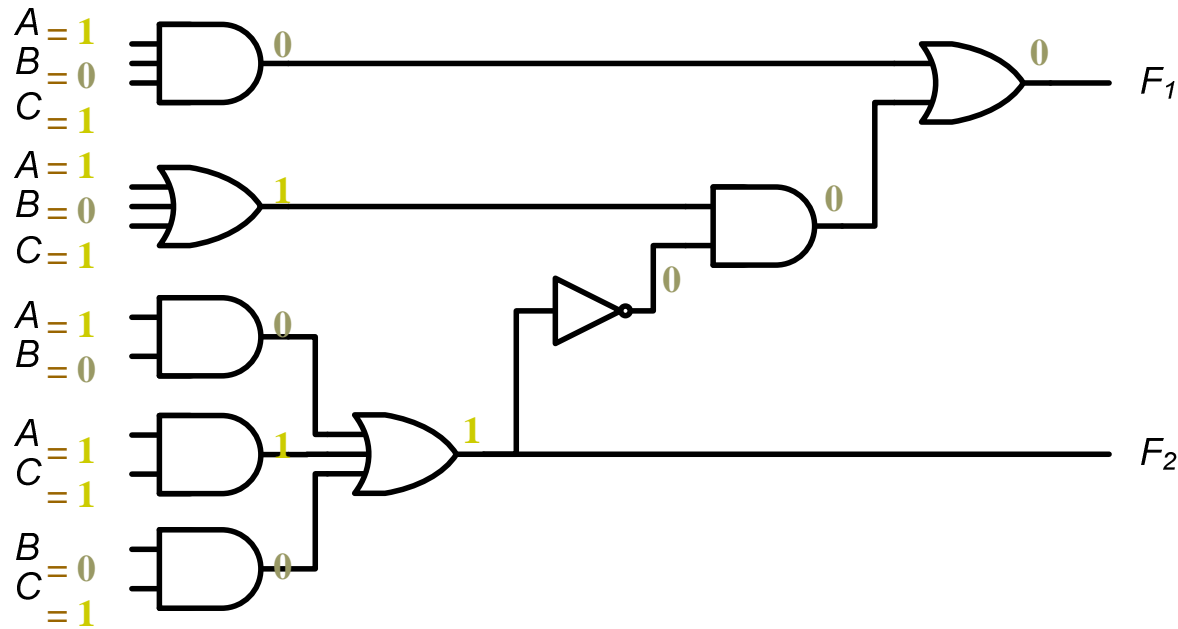 A = 1
0
0
B = 0
F1
C = 1
A = 1
1
B = 0
0
C = 1
0
A = 1
0
B = 0
A = 1
1
1
C = 1
F2
B = 0
0
C = 1